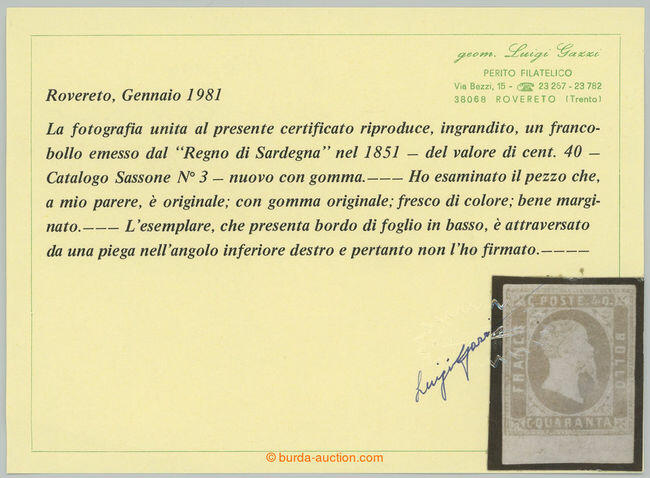 geom. Luigi Gazzi
PERITO FILATELICO
Via Bezzi, 15 - ☎ 23 267 - 23 782
38068 ROVERETO (Trento)
Rovereto, Gennaio 1981
La fotografia unita al presente certificato riproduce, ingrandito, un franco-
bollo emesso dal "Regno di Sardegna" nel 1851 — del valore di cent. 40 —
Catalogo Sassone N° 3 — nuovo con gomma.——— Ho esaminato il pezzo che,
a mio parere, è originale; con gomma originale; fresco di colore; bene margi-
nato.——— L'esemplare, che presenta bordo di foglio in basso, è attraversato
da una piega nell'angolo inferiore destro e pertanto non l'ho firmato.————
Luigi Gazzi
C. POSTE. 40.
FRANCO
BOLLO
QUARANTA
© burda-auction.com